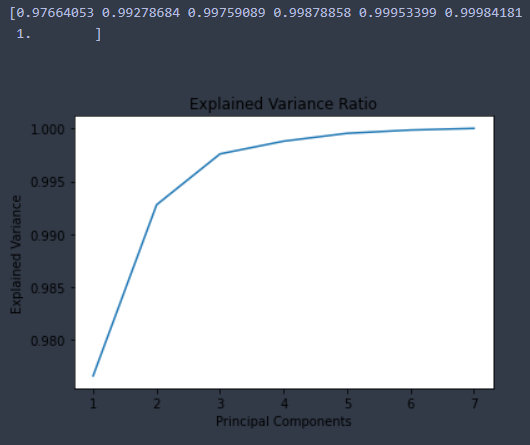 [0.97664053 0.99278684 0.99759089 0.99878858 0.99953399 0.99984181
1. ]
Explained Variance Ratio
1.000
0.995
0.990
0.985
0.980
Explained Variance
1 2 3 4 5 6 7
Principal Components